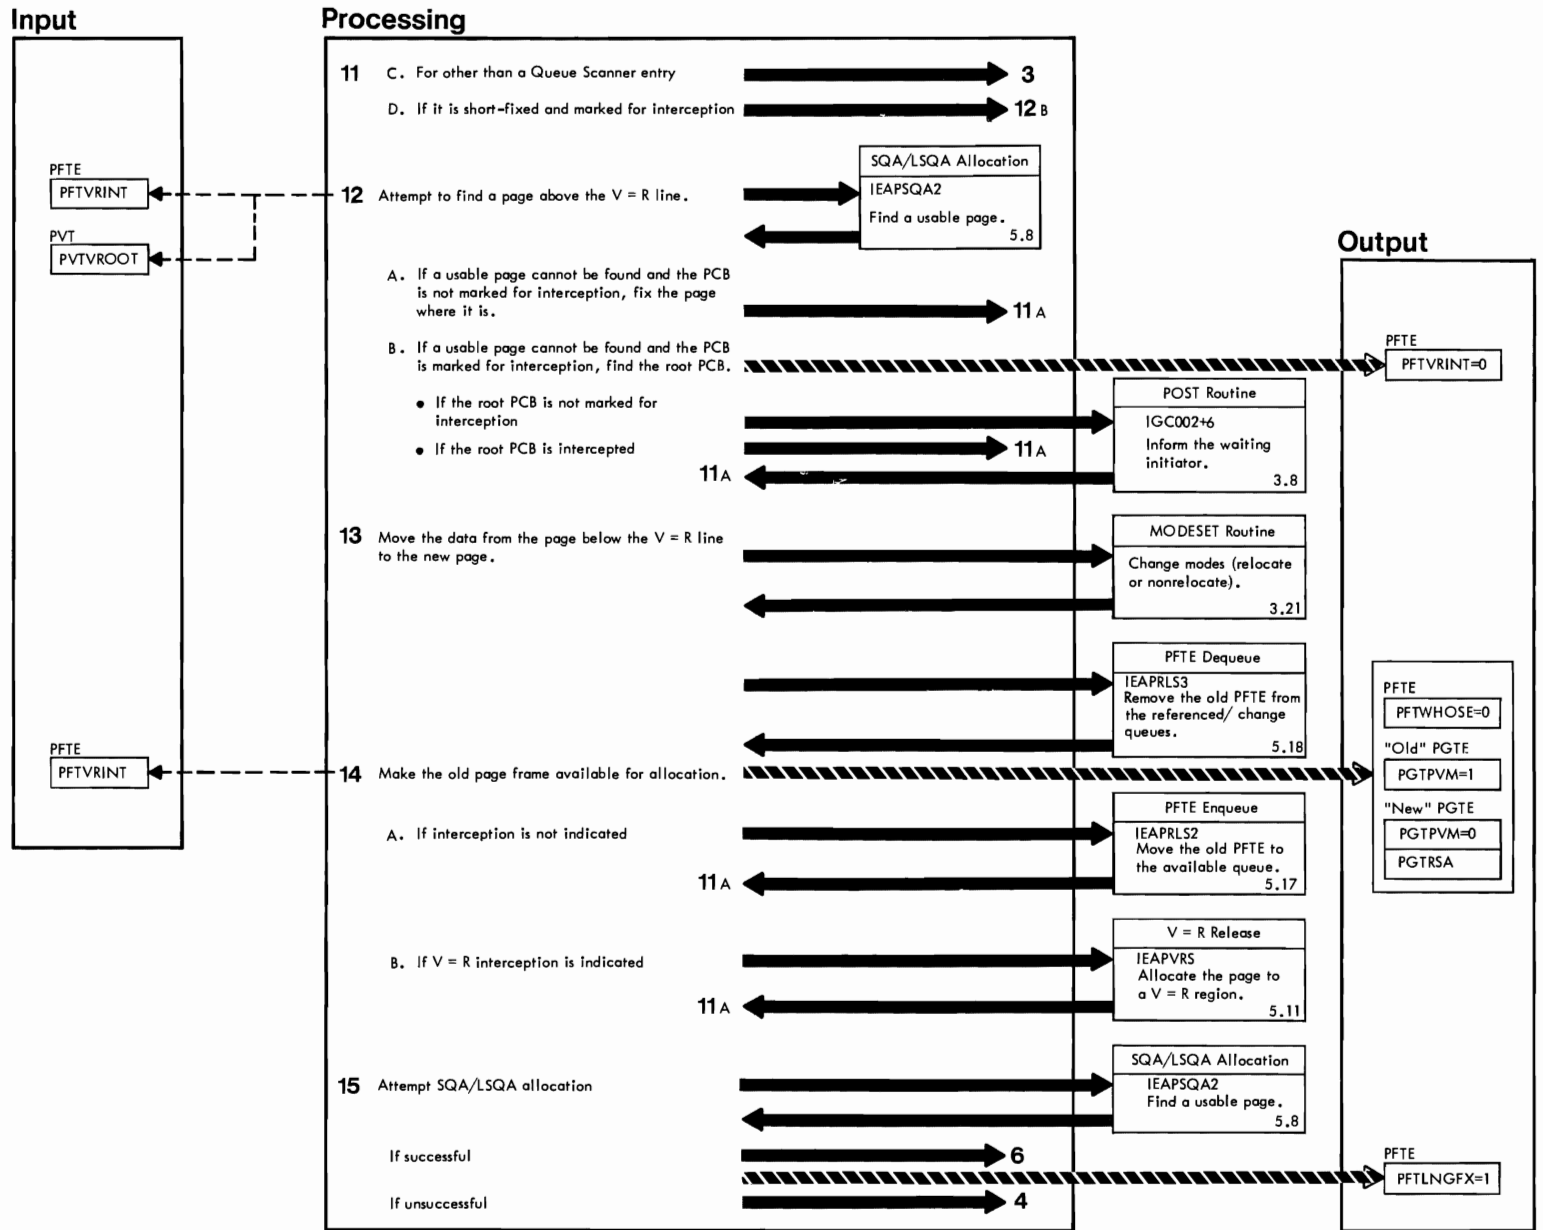 Input
Processing
11 C. For other than a Queue Scanner entry
3
D. If it is short-fixed and marked for interception
12 B
SQA/LSQA Allocation
IEAPSQA2
Find a usable page.
5.8
PFTE
PFTVRINT
12 Attempt to find a page above the V = R line.
PVT
PVTVROOT
A. If a usable page cannot be found and the PCB
is not marked for interception, fix the page
where it is.
11 A
B. If a usable page cannot be found and the PCB
is marked for interception, find the root PCB.
Output
PFTE
PFTVRINT=0
• If the root PCB is not marked for
interception
• If the root PCB is intercepted
11 A
11 A
POST Routine
IGC002+6
Inform the waiting
initiator.
3.8
13 Move the data from the page below the V = R line
to the new page.
MODESET Routine
Change modes (relocate
or nonrelocate).
3.21
PFTE Dequeue
IEAPRLS3
Remove the old PFTE from
the referenced/ change
queues.
5.18
PFTE
PFTVRINT
14 Make the old page frame available for allocation.
PFTE
PFTWHOSE=0
"Old" PGTE
PGTPVM=1
"New" PGTE
PGTPVM=0
PGTRSA
A. If interception is not indicated
11 A
PFTE Enqueue
IEAPRLS2
Move the old PFTE to
the available queue.
5.17
B. If V = R interception is indicated
11 A
V = R Release
IEAPVRS
Allocate the page to
a V = R region.
5.11
15 Attempt SQA/LSQA allocation
SQA/LSQA Allocation
IEAPSQA2
Find a usable page.
5.8
If successful
6
PFTE
PFTLNGFX=1
If unsuccessful
4